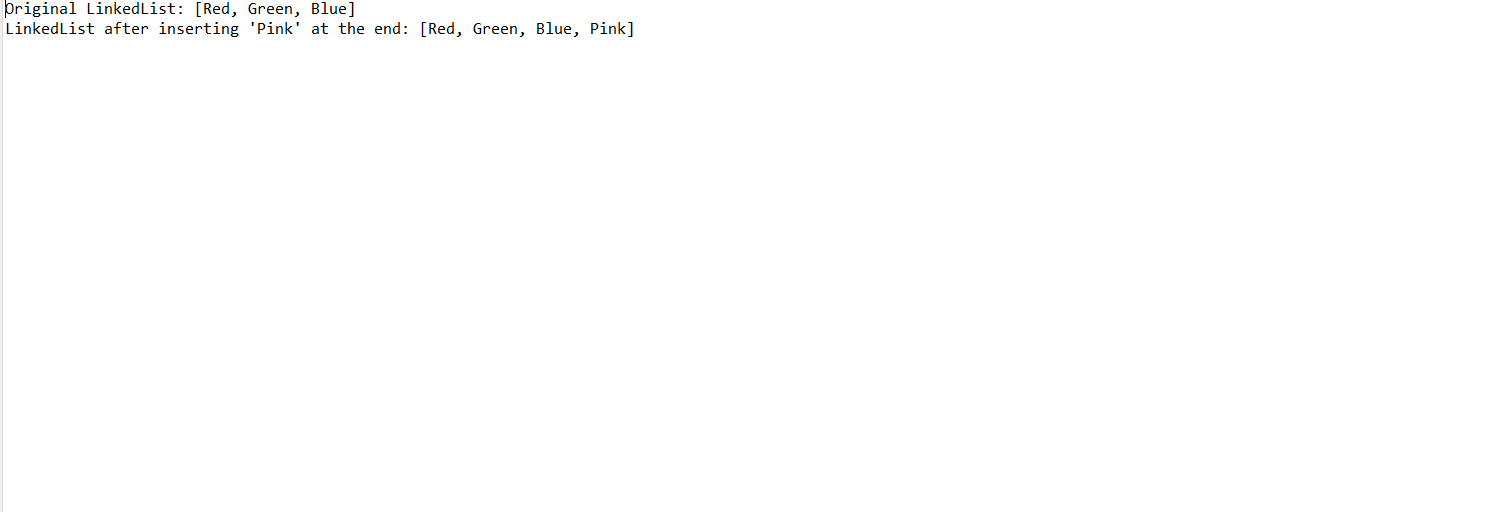 Original LinkedList: [Red, Green, Blue]
LinkedList after inserting 'Pink' at the end: [Red, Green, Blue, Pink]